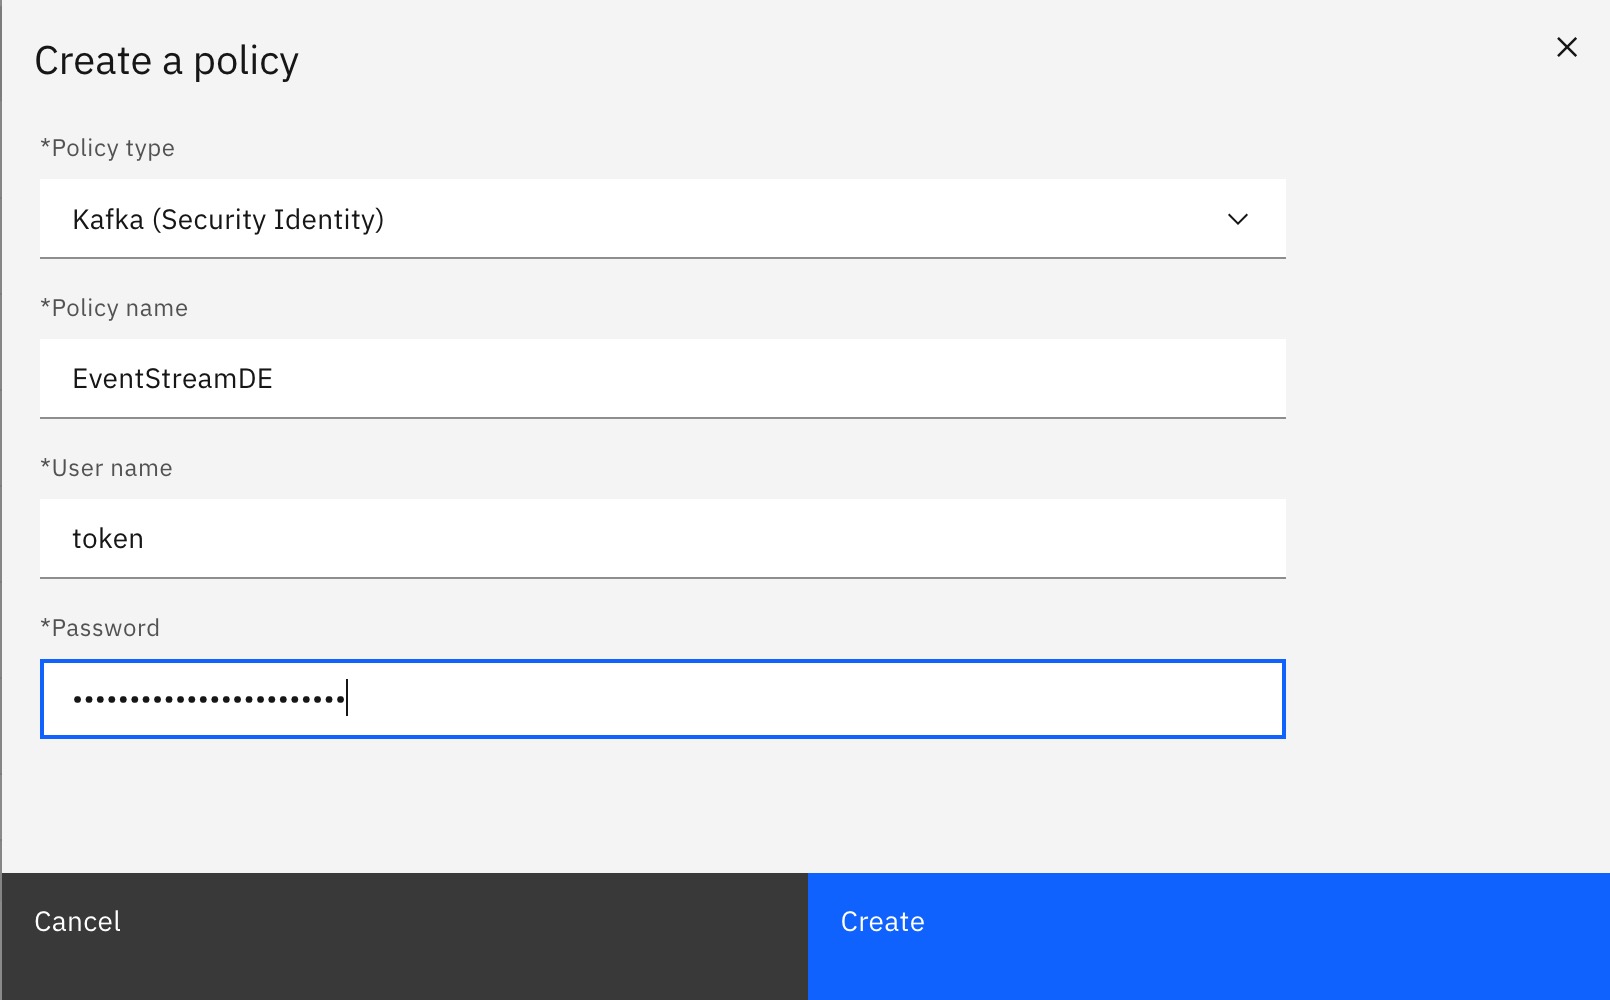 Create a policy
*Policy type
Kafka (Security Identity)
*Policy name
EventStreamDE
*User name
token
*Password
••••••••••••••••••••••••
Cancel
Create